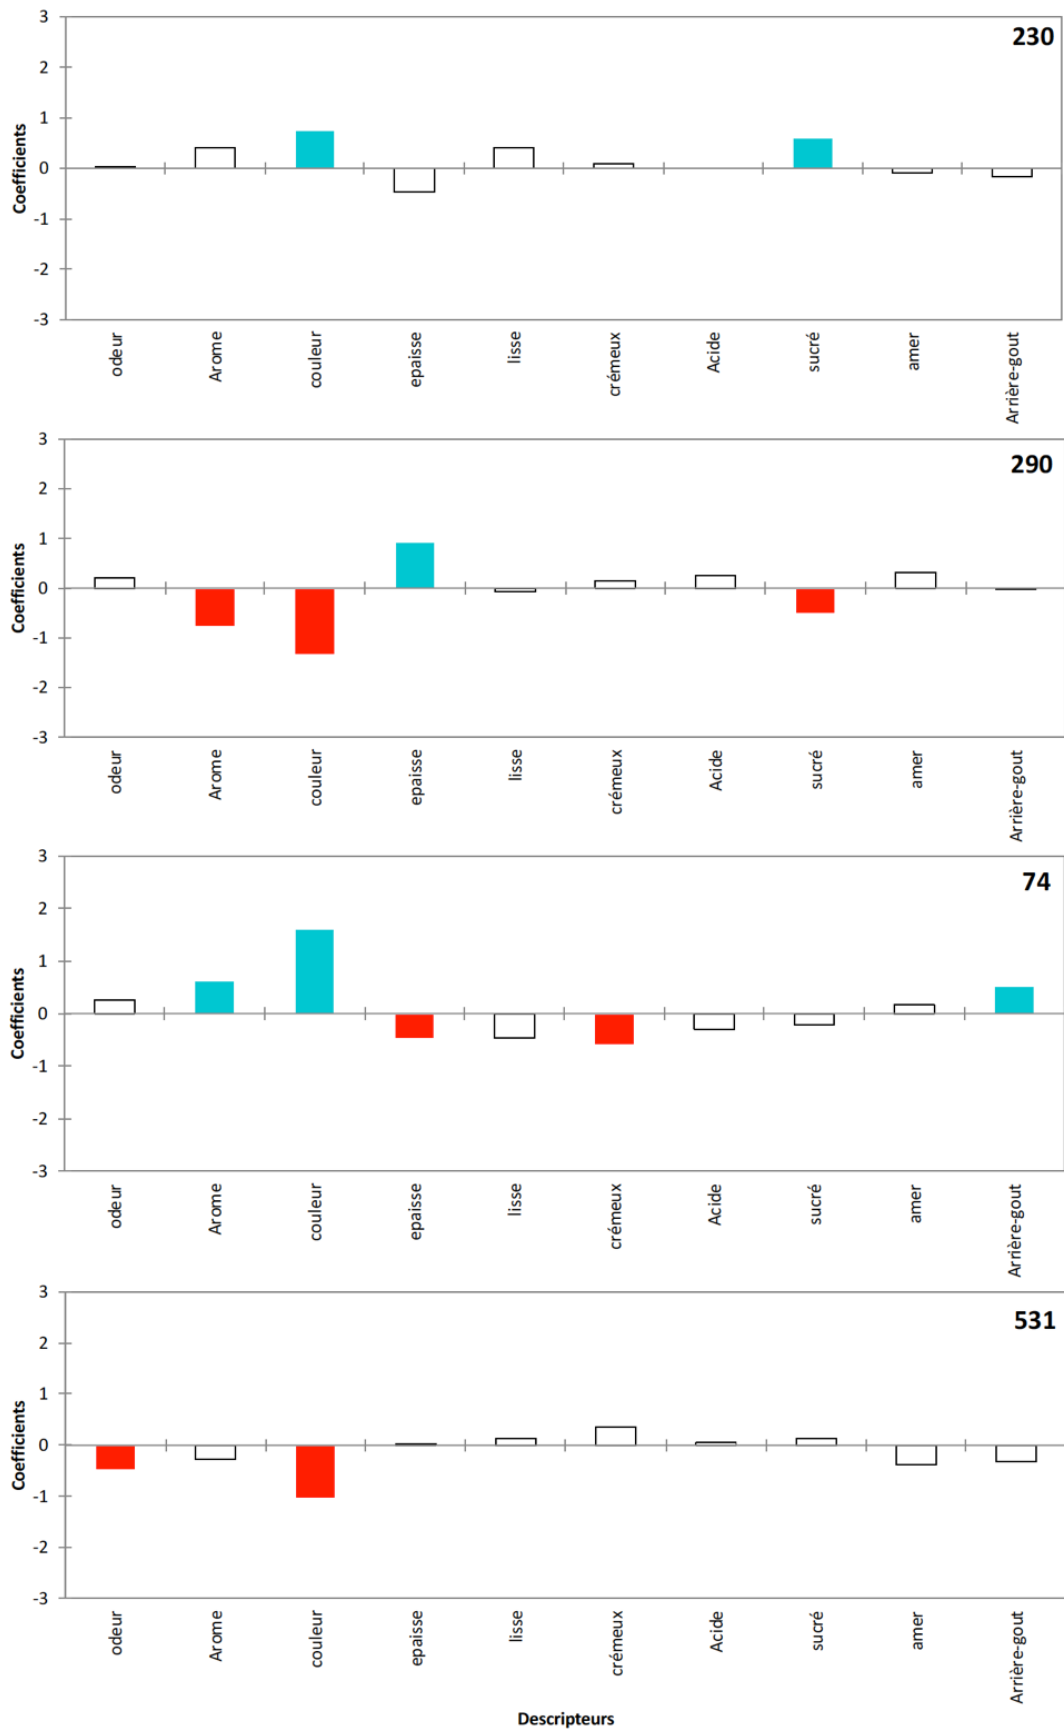 230
3
2
1
0
-1
-2
-3
Coefficients
odeur
Arome
couleur
epaisse
lisse
crémeux
Acide
sucré
amer
Arrière-gout
290
3
2
1
0
-1
-2
-3
Coefficients
odeur
Arome
couleur
epaisse
lisse
crémeux
Acide
sucré
amer
Arrière-gout
74
3
2
1
0
-1
-2
-3
Coefficients
odeur
Arome
couleur
epaisse
lisse
crémeux
Acide
sucré
amer
Arrière-gout
531
3
2
1
0
-1
-2
-3
Coefficients
odeur
Arome
couleur
epaisse
lisse
crémeux
Acide
sucré
amer
Arrière-gout
Descripteurs